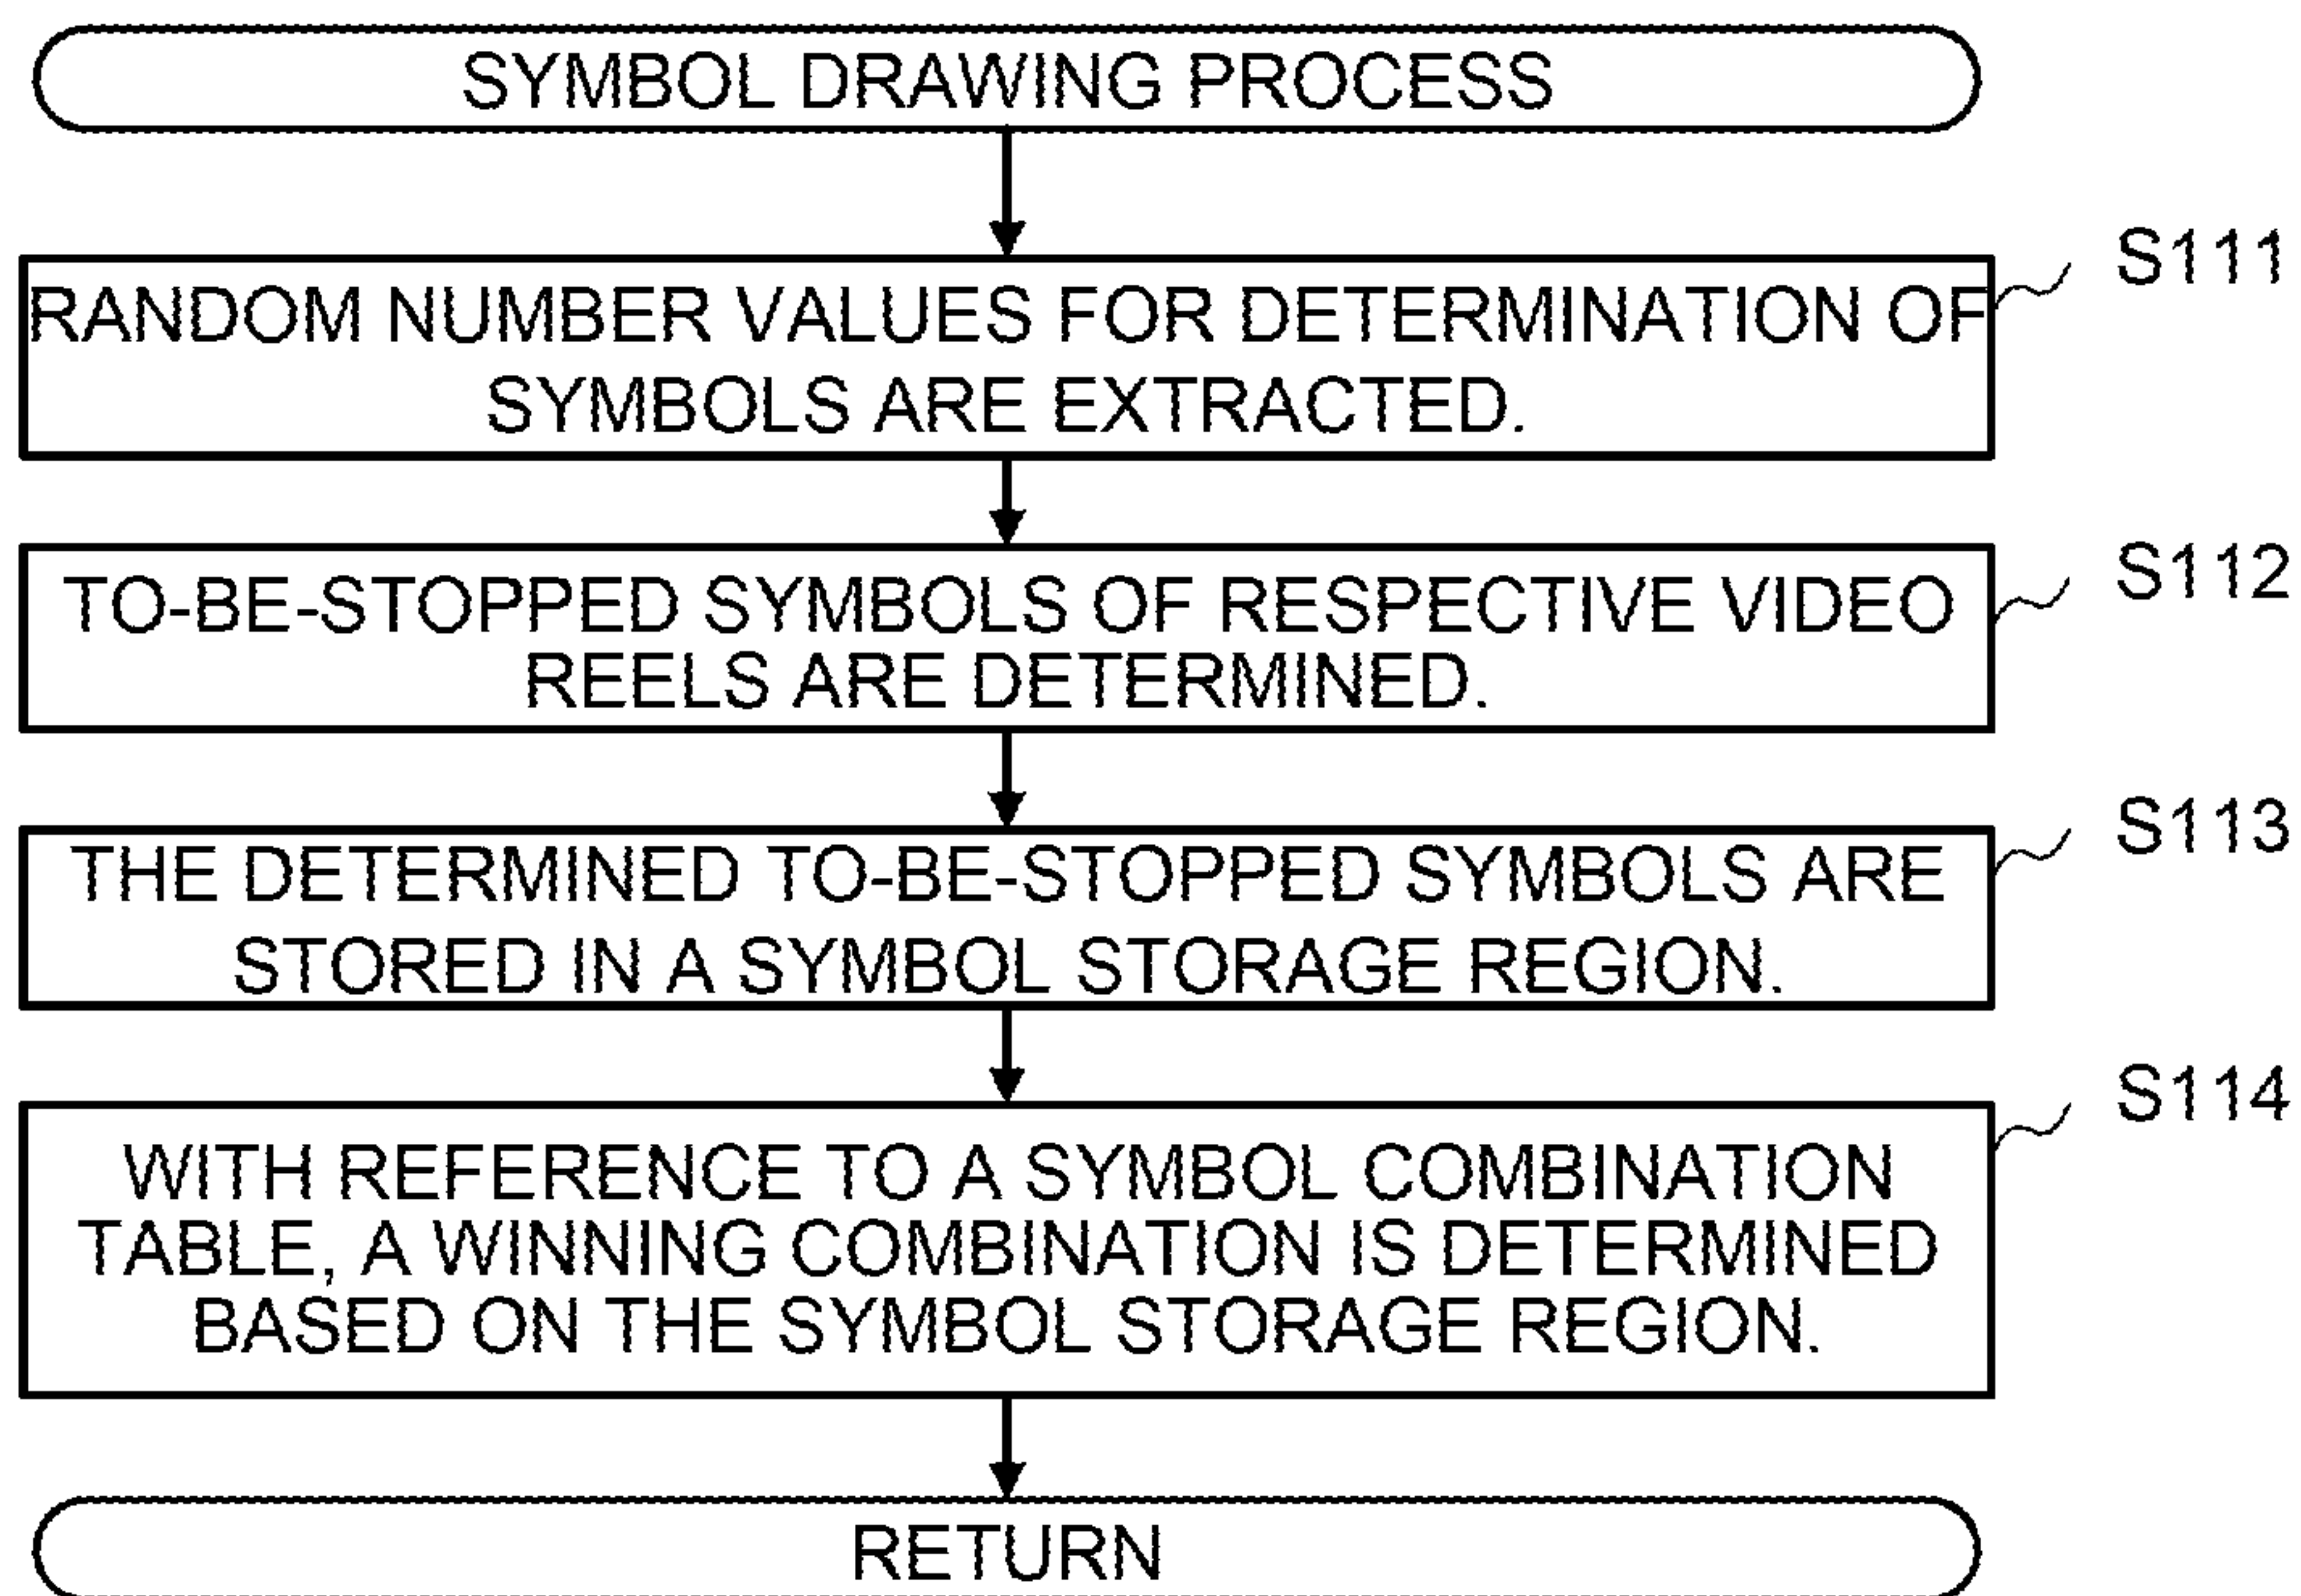 SYMBOL DRAWING PROCESS
S111
RANDOM NUMBER VALUES FOR DETERMINATION OF
SYMBOLS ARE EXTRACTED.
S112
TO-BE-STOPPED SYMBOLS OF RESPECTIVE VIDEO
REELS ARE DETERMINED.
S113
THE DETERMINED TO-BE-STOPPED SYMBOLS ARE
STORED IN A SYMBOL STORAGE REGION.
S114
WITH REFERENCE TO A SYMBOL COMBINATION
TABLE, A WINNING COMBINATION IS DETERMINED
BASED ON THE SYMBOL STORAGE REGION.
RETURN